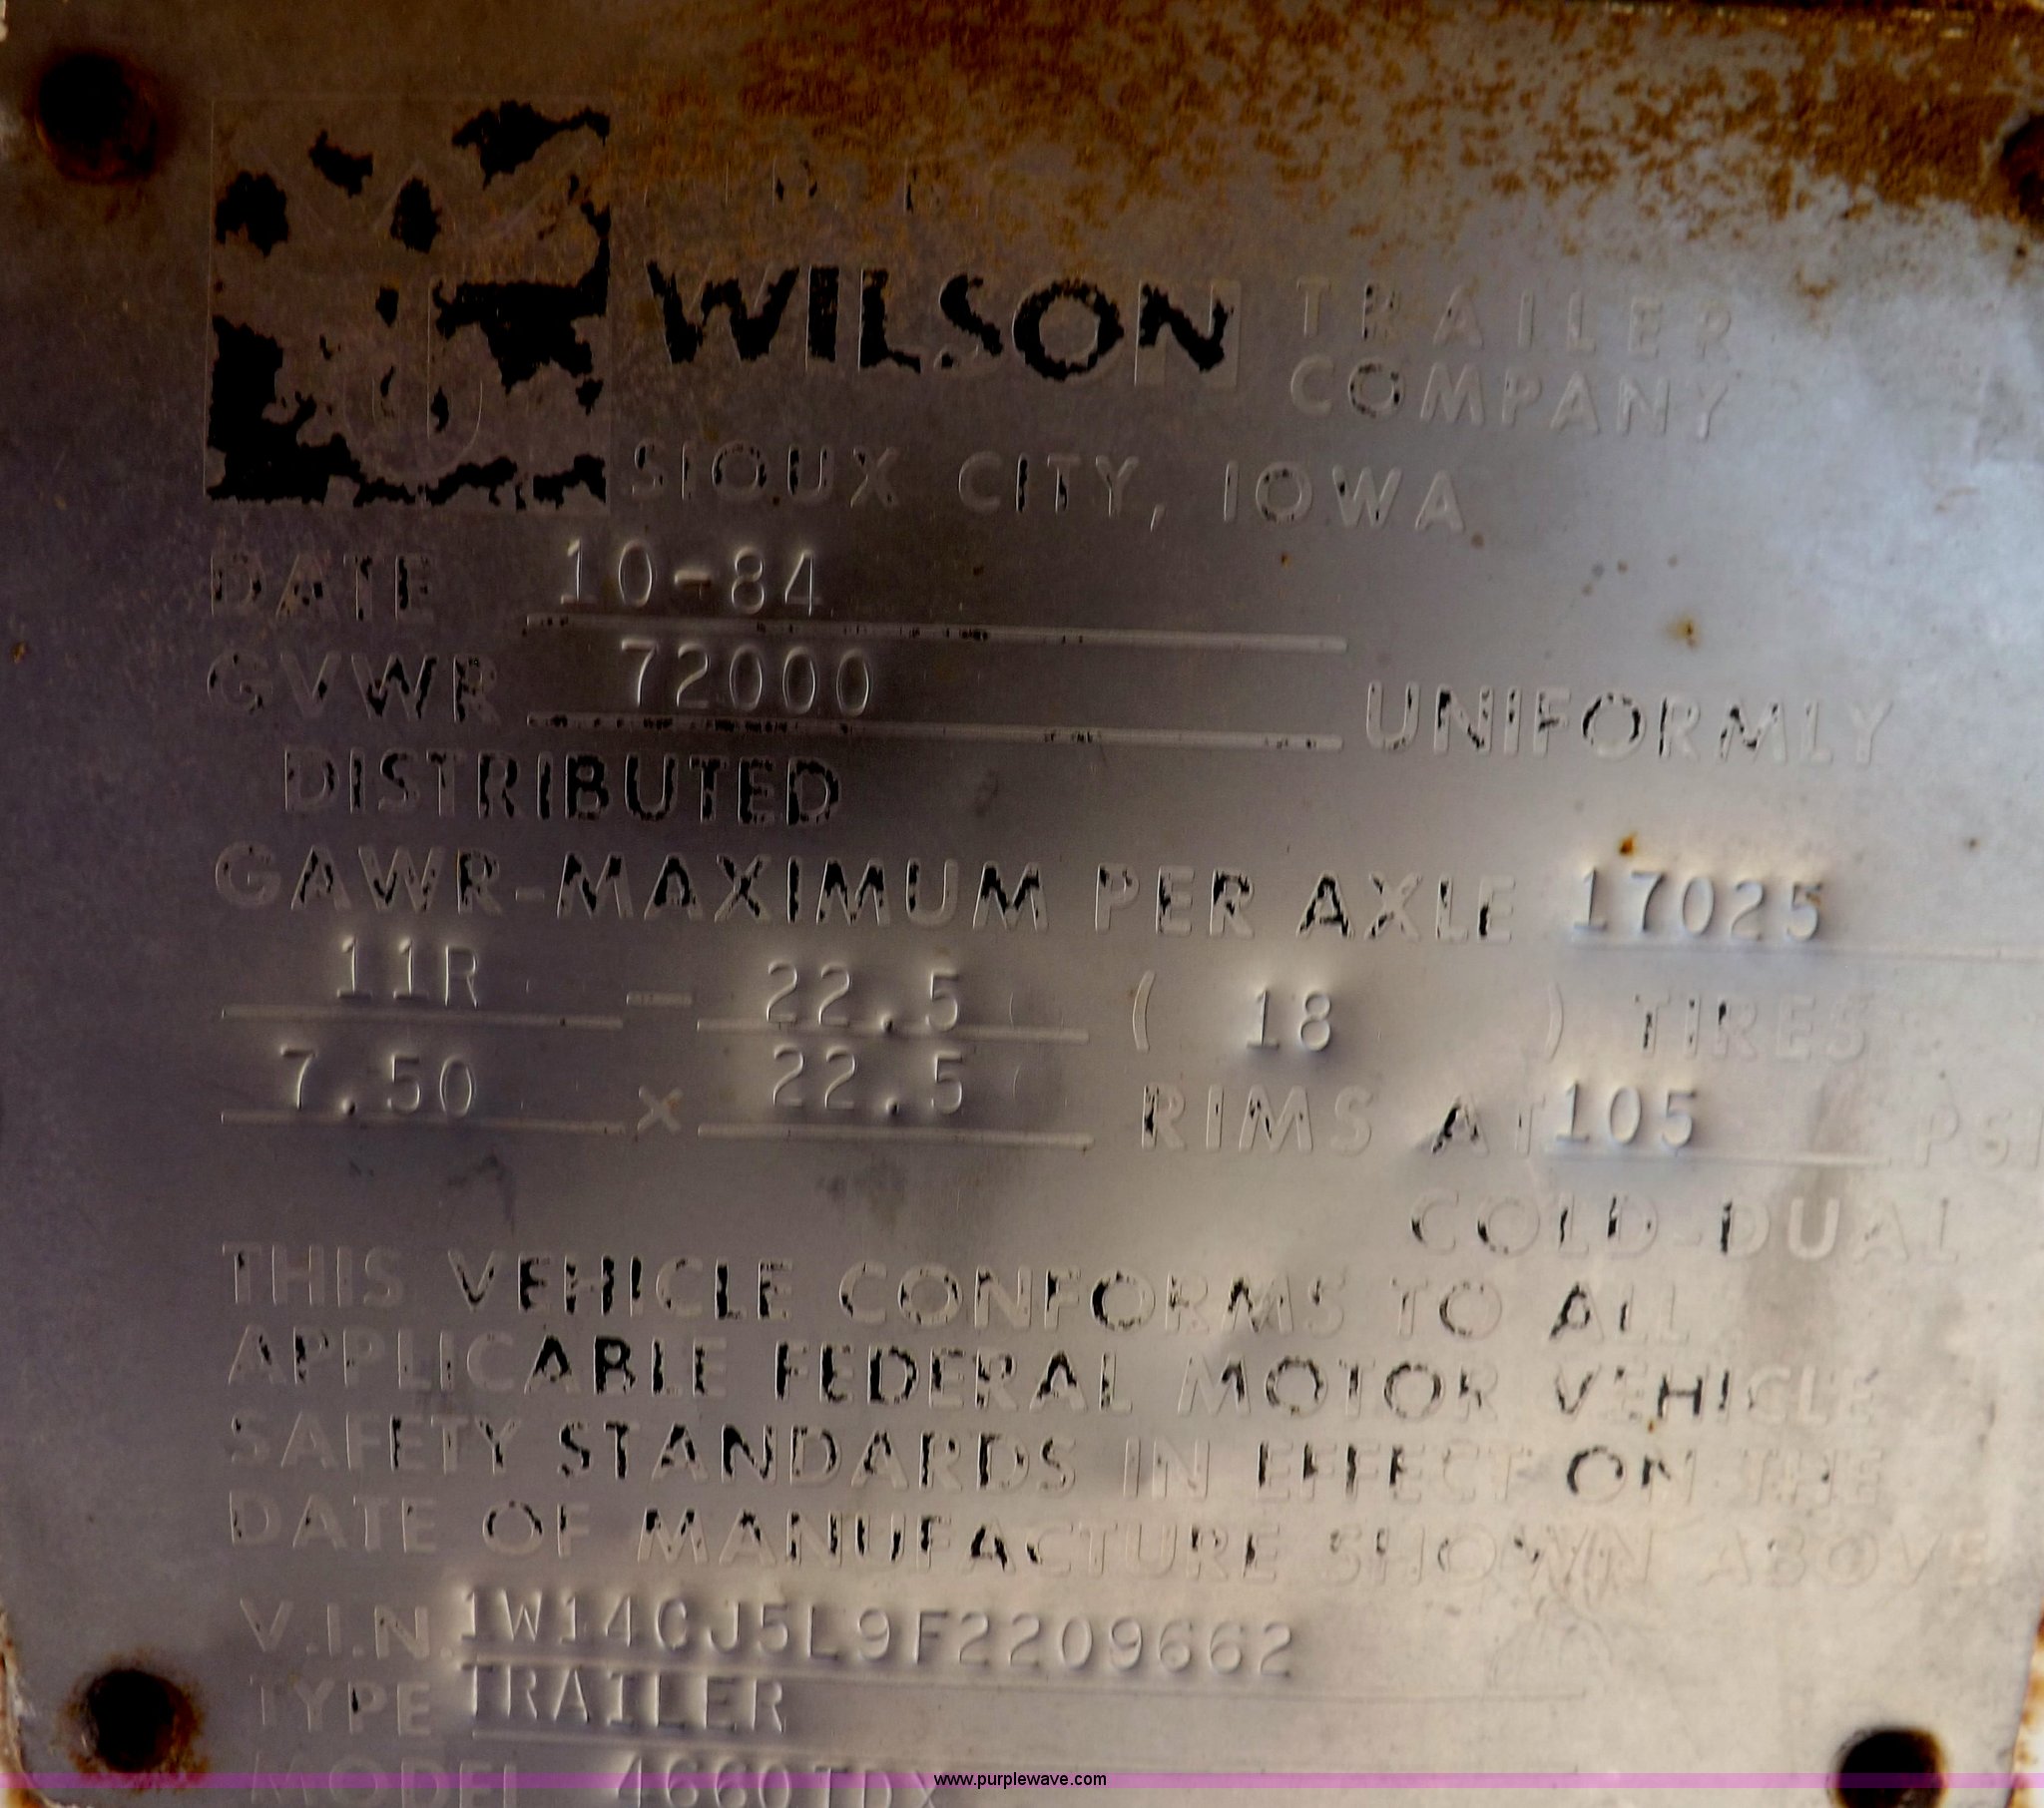 WILSON TRAILER COMPANY
SIOUX CITY, IOWA
DATE 10-84
GVWR 72000 UNIFORMLY
DISTRIBUTED
GAWR-MAXIMUM PER AXLE 17025
11R - 22.5 ( 18 ) TIRES
7.50 x 22.5 RIMS AT 105 PSI
COLD-DUAL
THIS VEHICLE CONFORMS TO ALL
APPLICABLE FEDERAL MOTOR VEHICLE
SAFETY STANDARDS IN EFFECT ON THE
DATE OF MANUFACTURE SHOWN ABOVE
V.I.N. 1W14CJ5L9F2209662
TYPE TRAILER
MODEL 4660TDX
www.purplewave.com